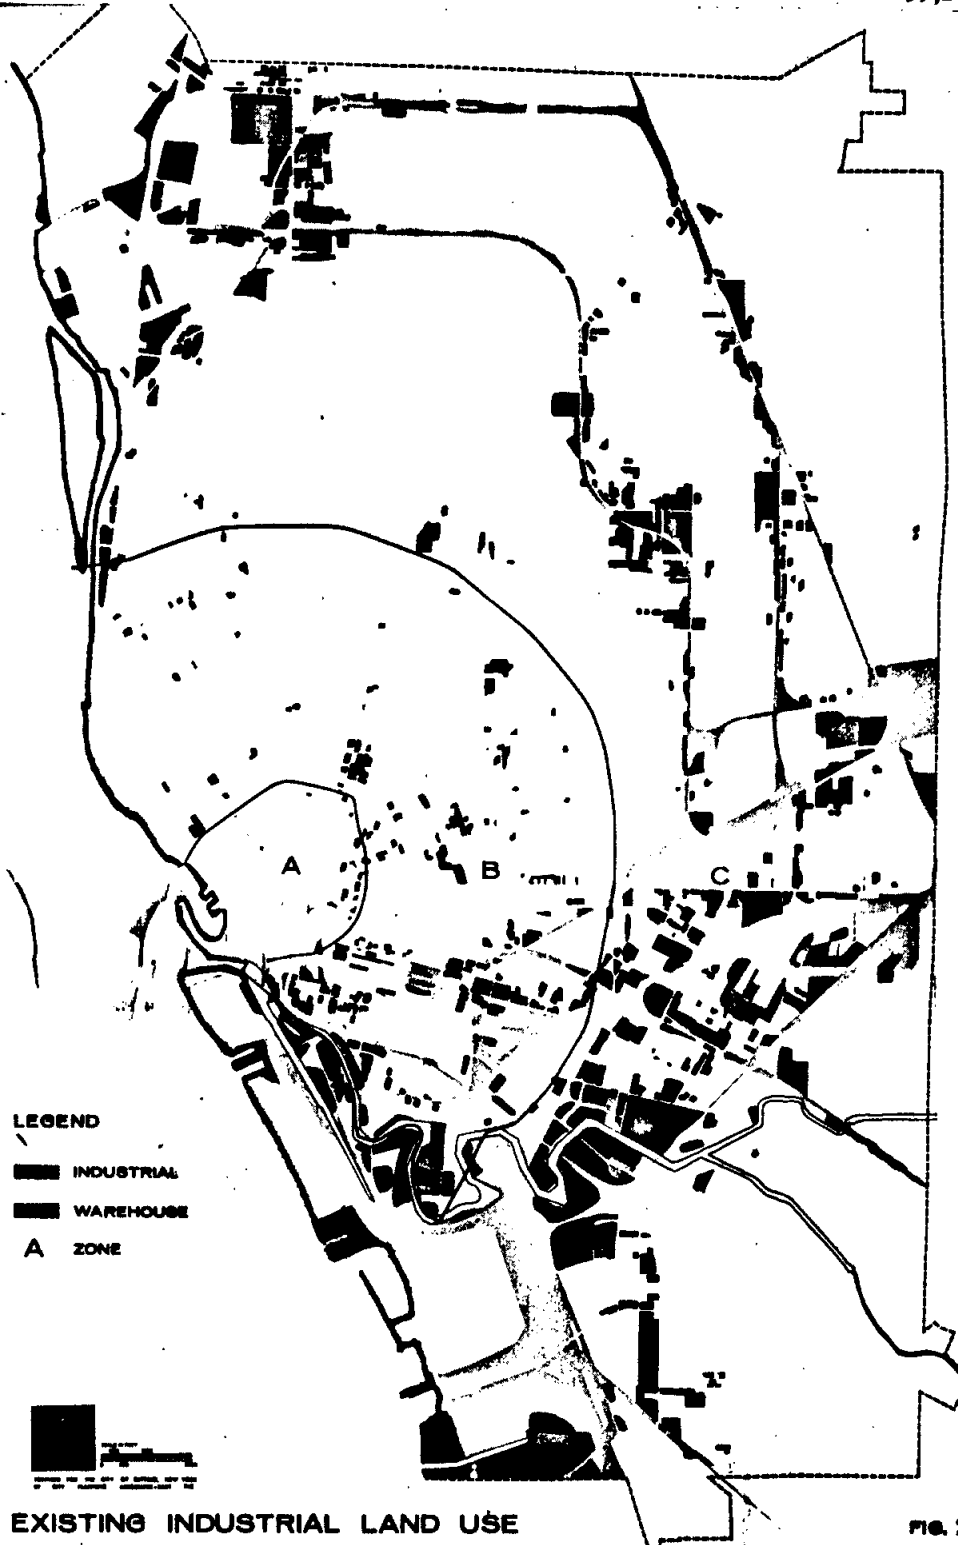 A
B
C
LEGEND
INDUSTRIAL
WAREHOUSE
A ZONE
EXISTING INDUSTRIAL LAND USE
FIG.